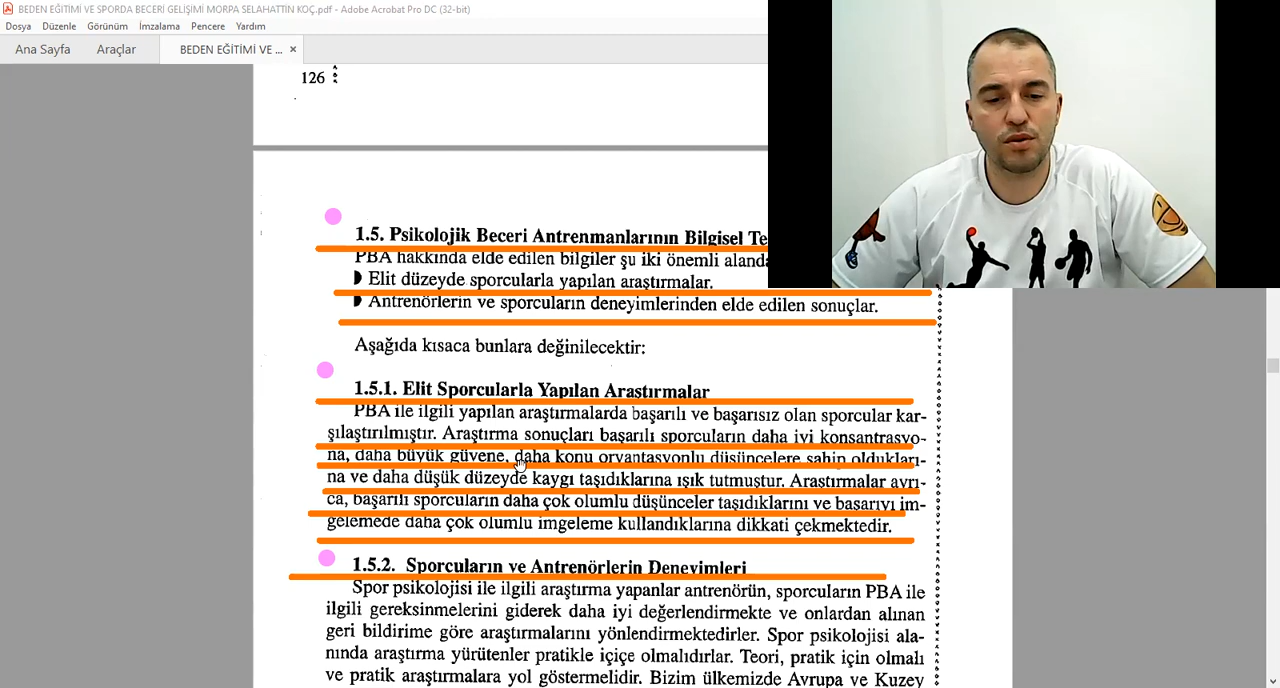 BEDEN EĞİTİMİ VE SPORDA BECERİ GELİŞİMİ MORPA SELAHATTİN KOÇ.pdf - Adobe Acrobat Pro DC (32-bit)
Dosya Düzenle Görünüm İmzalama Pencere Yardım
Ana Sayfa Araçlar BEDEN EĞİTİMİ VE ... ×
126
1.5. Psikolojik Beceri Antrenmanlarının Bilgisel Te
PBA hakkında elde edilen bilgiler şu iki önemli alanda
Elit düzeyde sporcularla yapılan araştırmalar.
Antrenörlerin ve sporcuların deneyimlerinden elde edilen sonuçlar.
Aşağıda kısaca bunlara değinilecektir:
1.5.1. Elit Sporcularla Yapılan Araştırmalar
PBA ile ilgili yapılan araştırmalarda başarılı ve başarısız olan sporcular kar-
şılaştırılmıştır. Araştırma sonuçları başarılı sporcuların daha iyi konsantrasyo-
na, daha büyük güvene, daha konu oryantasyonlu düşüncelere sahip oldukları-
na ve daha düşük düzeyde kaygı taşıdıklarına ışık tutmuştur. Araştırmalar ayrı-
ca, başarılı sporcuların daha çok olumlu düşünceler taşıdıklarını ve başarıyı im-
gelemede daha çok olumlu imgeleme kullandıklarına dikkati çekmektedir.
1.5.2. Sporcuların ve Antrenörlerin Deneyimleri
Spor psikolojisi ile ilgili araştırma yapanlar antrenörün, sporcuların PBA ile
ilgili gereksinmelerini giderek daha iyi değerlendirmekte ve onlardan alınan
geri bildirime göre araştırmalarını yönlendirmektedirler. Spor psikolojisi ala-
nında araştırma yürütenler pratikle içiçe olmalıdırlar. Teori, pratik için olmalı
ve pratik araştırmalara yol göstermelidir. Bizim ülkemizde Avrupa ve Kuzey